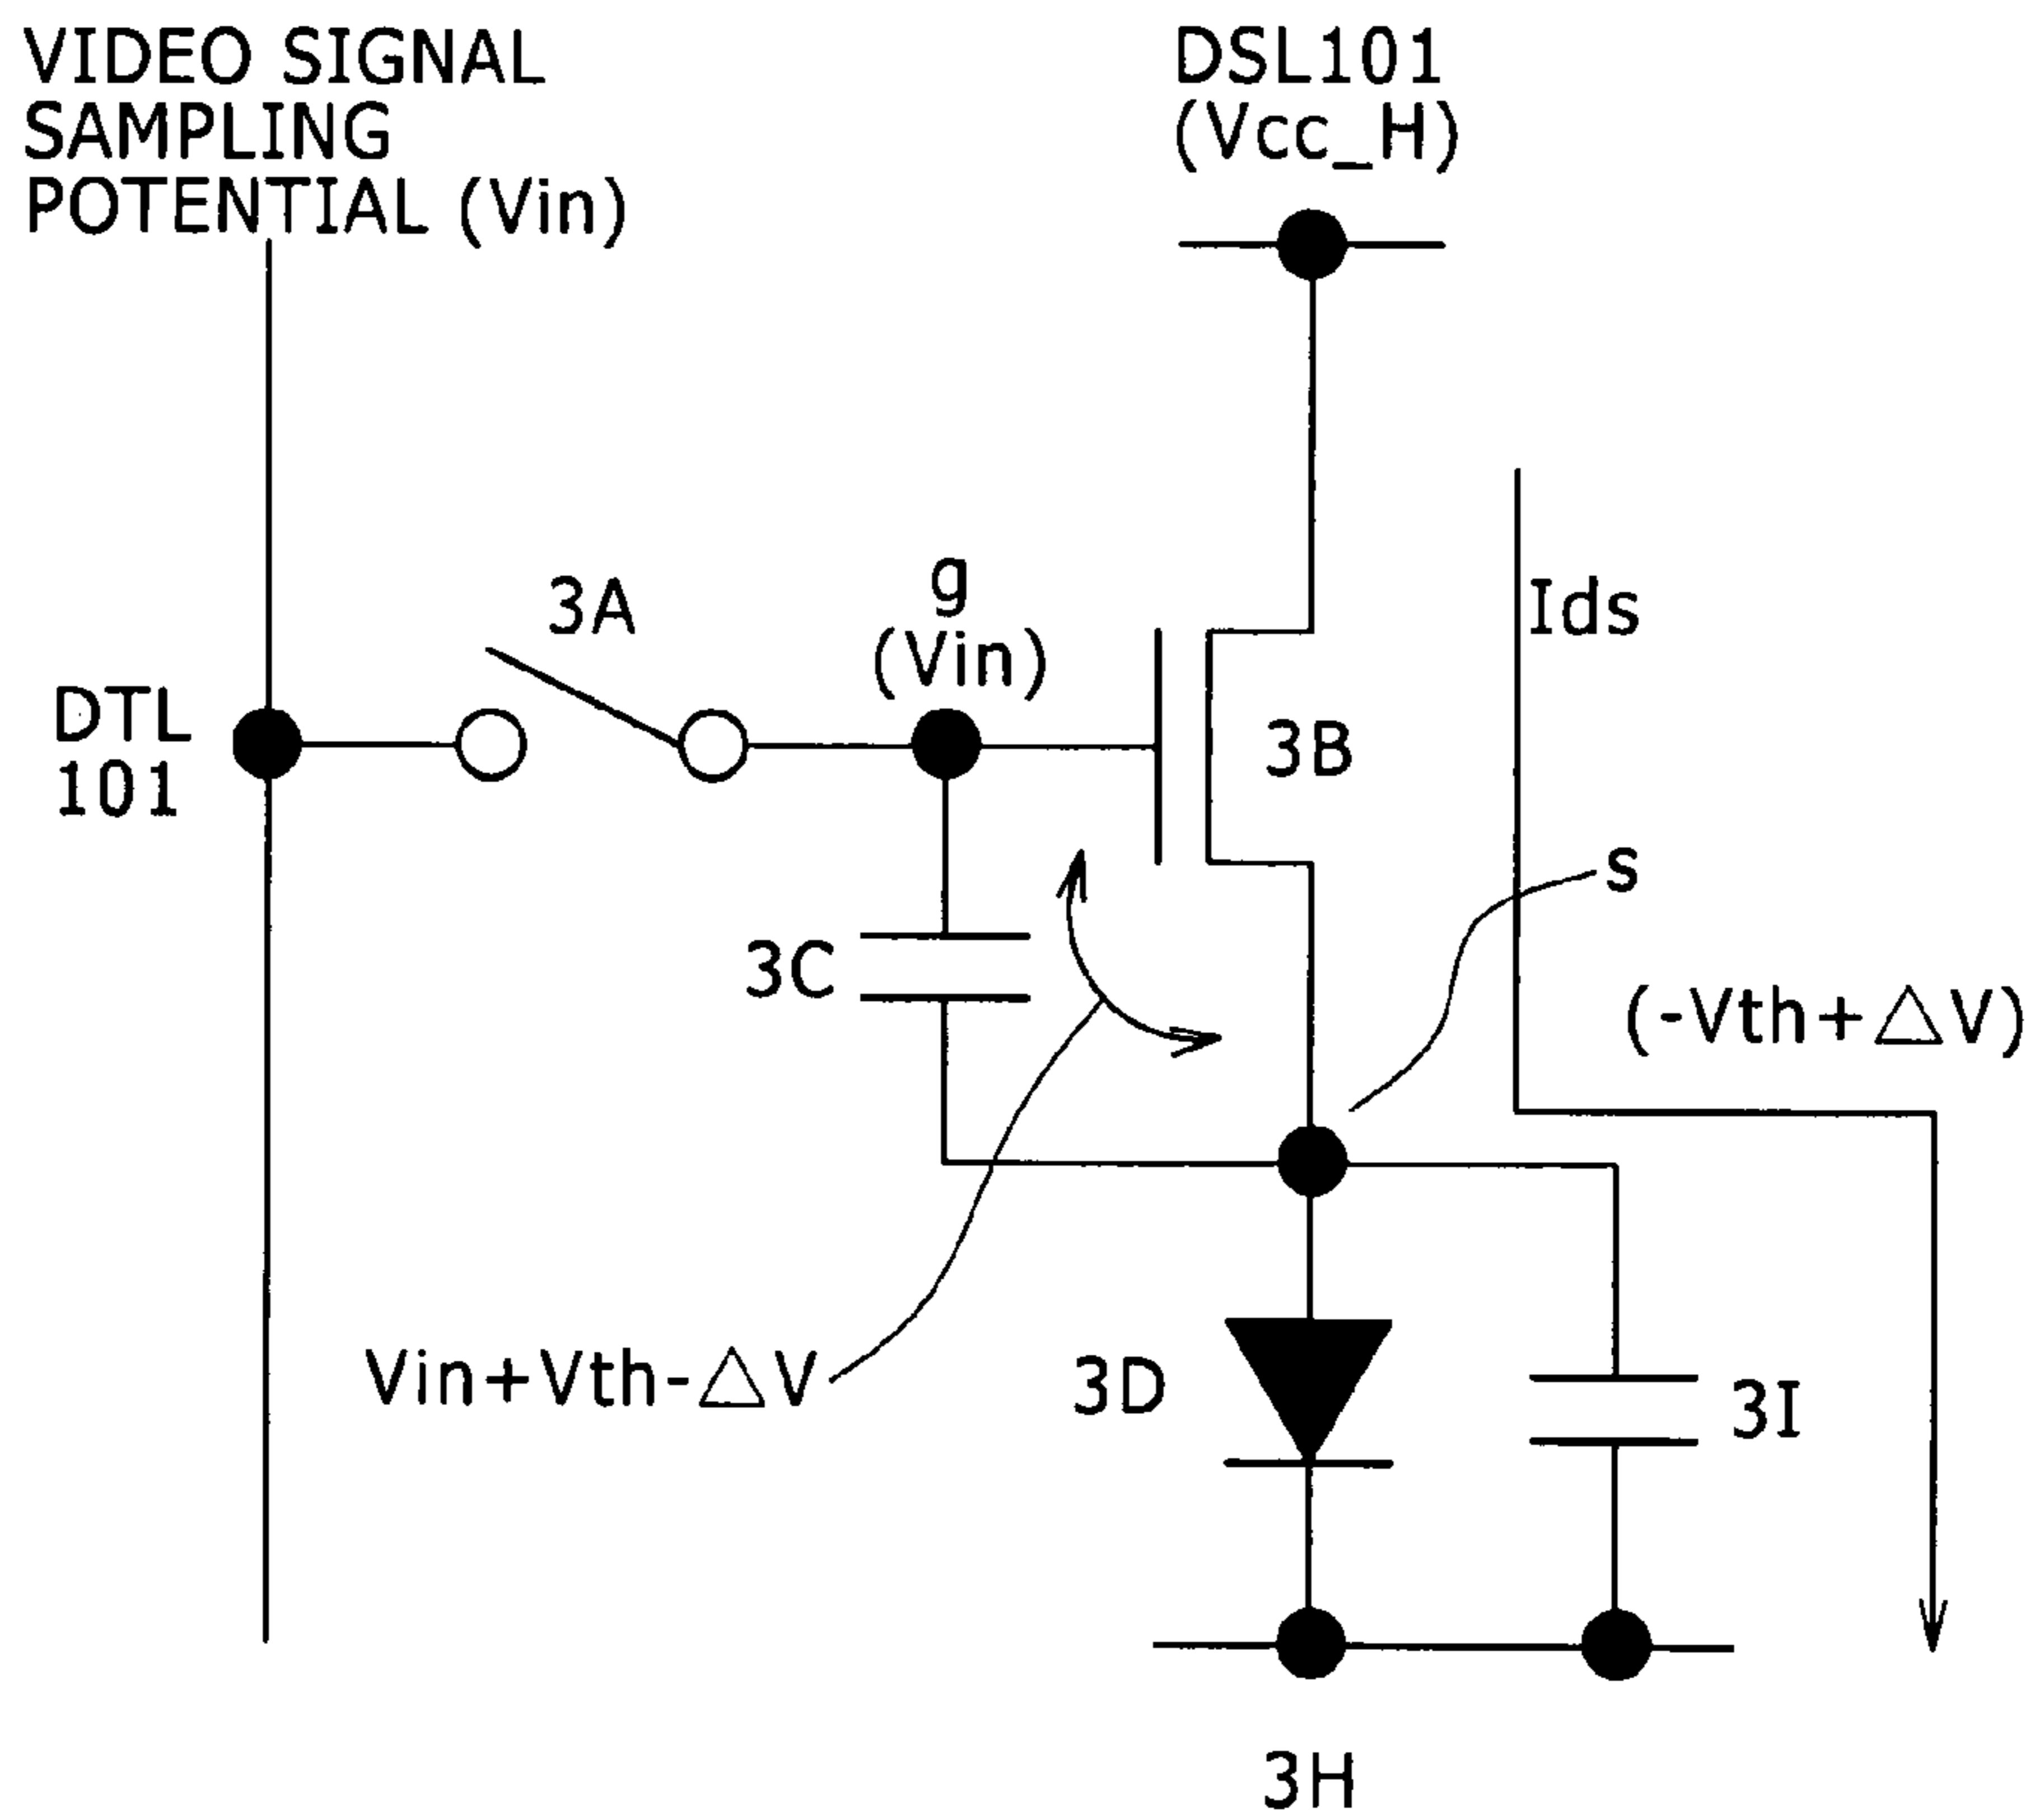 VIDEO SIGNAL
SAMPLING
POTENTIAL (Vin)
DSL101
(Vcc_H)
3A
g
(Vin)
Ids
DTL
101
3B
s
3C
(-Vth+△V)
Vin+Vth-△V
3D
3I
3H